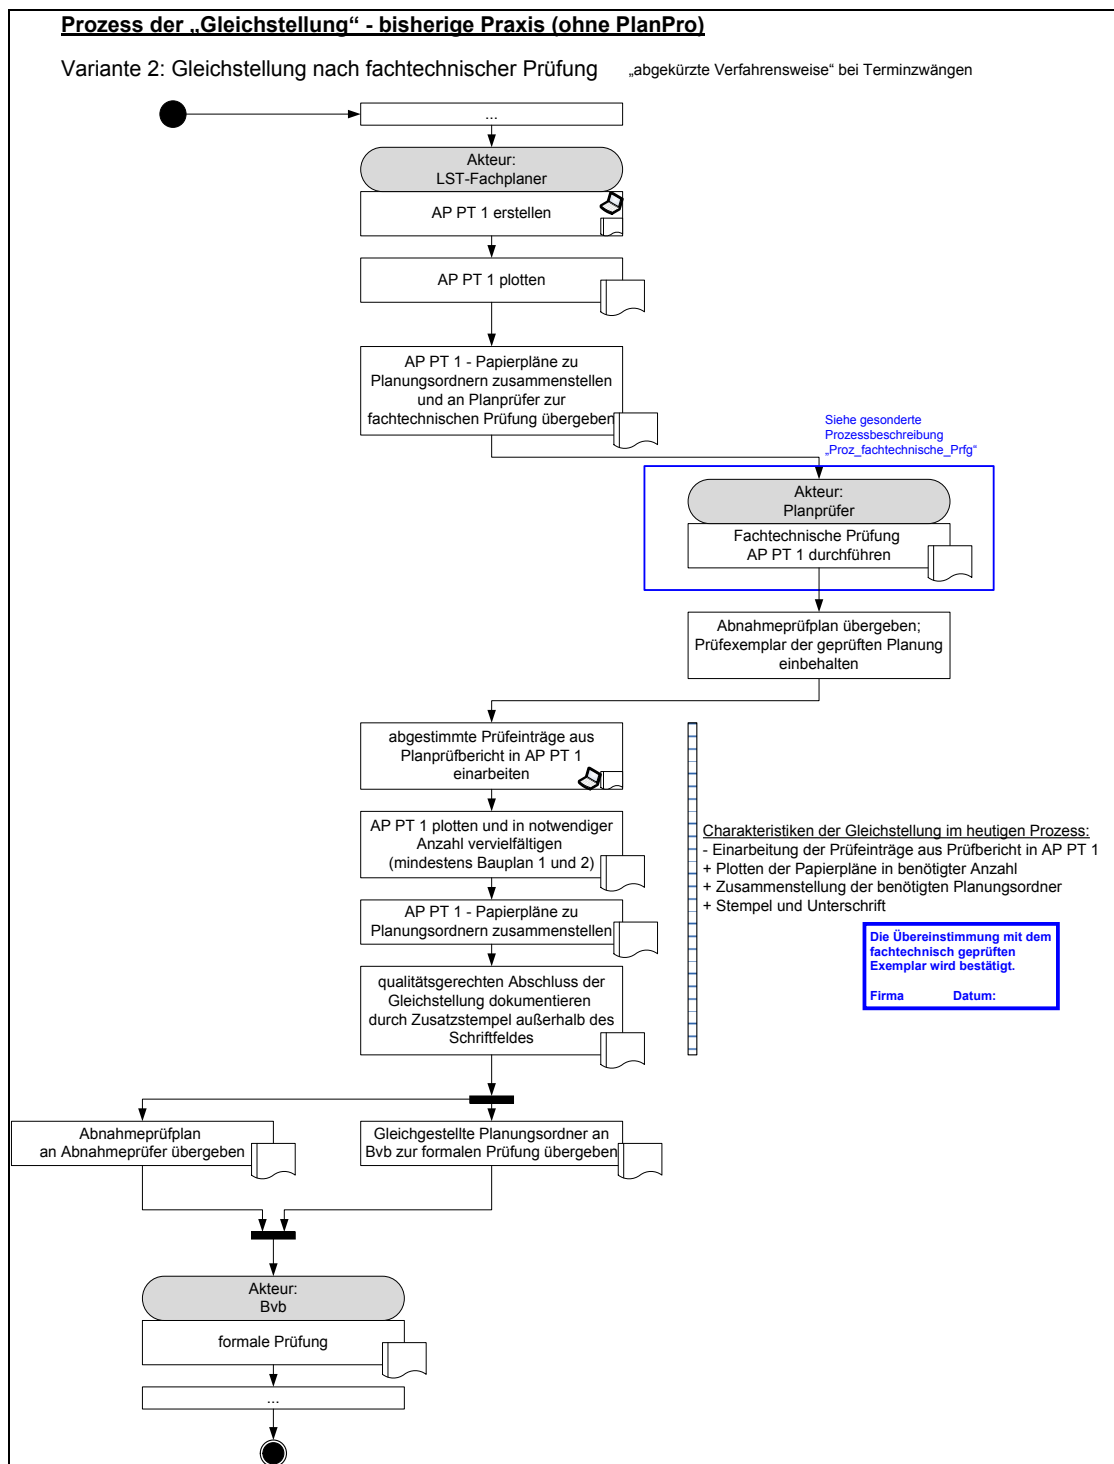 Prozess der „Gleichstellung“ - bisherige Praxis (ohne PlanPro)
Variante 2: Gleichstellung nach fachtechnischer Prüfung
„abgekürzte Verfahrensweise“ bei Terminzwängen
...
Akteur:
LST-Fachplaner
AP PT 1 erstellen
AP PT 1 plotten
AP PT 1 - Papierpläne zu
Planungsordnern zusammenstellen
und an Planprüfer zur
fachtechnischen Prüfung übergeben
Siehe gesonderte
Prozessbeschreibung
„Proz_fachtechnische_Prfg“
Akteur:
Planprüfer
Fachtechnische Prüfung
AP PT 1 durchführen
Abnahmeprüfplan übergeben;
Prüfexemplar der geprüften Planung
einbehalten
abgestimmte Prüfeinträge aus
Planprüfbericht in AP PT 1
einarbeiten
AP PT 1 plotten und in notwendiger
Anzahl vervielfältigen
(mindestens Bauplan 1 und 2)
AP PT 1 - Papierpläne zu
Planungsordnern zusammenstellen
qualitätsgerechten Abschluss der
Gleichstellung dokumentieren
durch Zusatzstempel außerhalb des
Schriftfeldes
Charakteristiken der Gleichstellung im heutigen Prozess:
- Einarbeitung der Prüfeinträge aus Prüfbericht in AP PT 1
+ Plotten der Papierpläne in benötigter Anzahl
+ Zusammenstellung der benötigten Planungsordner
+ Stempel und Unterschrift
Die Übereinstimmung mit dem
fachtechnisch geprüften
Exemplar wird bestätigt.
Firma Datum:
Abnahmeprüfplan
an Abnahmeprüfer übergeben
Gleichgestellte Planungsordner an
Bvb zur formalen Prüfung übergeben
Akteur:
Bvb
formale Prüfung
...